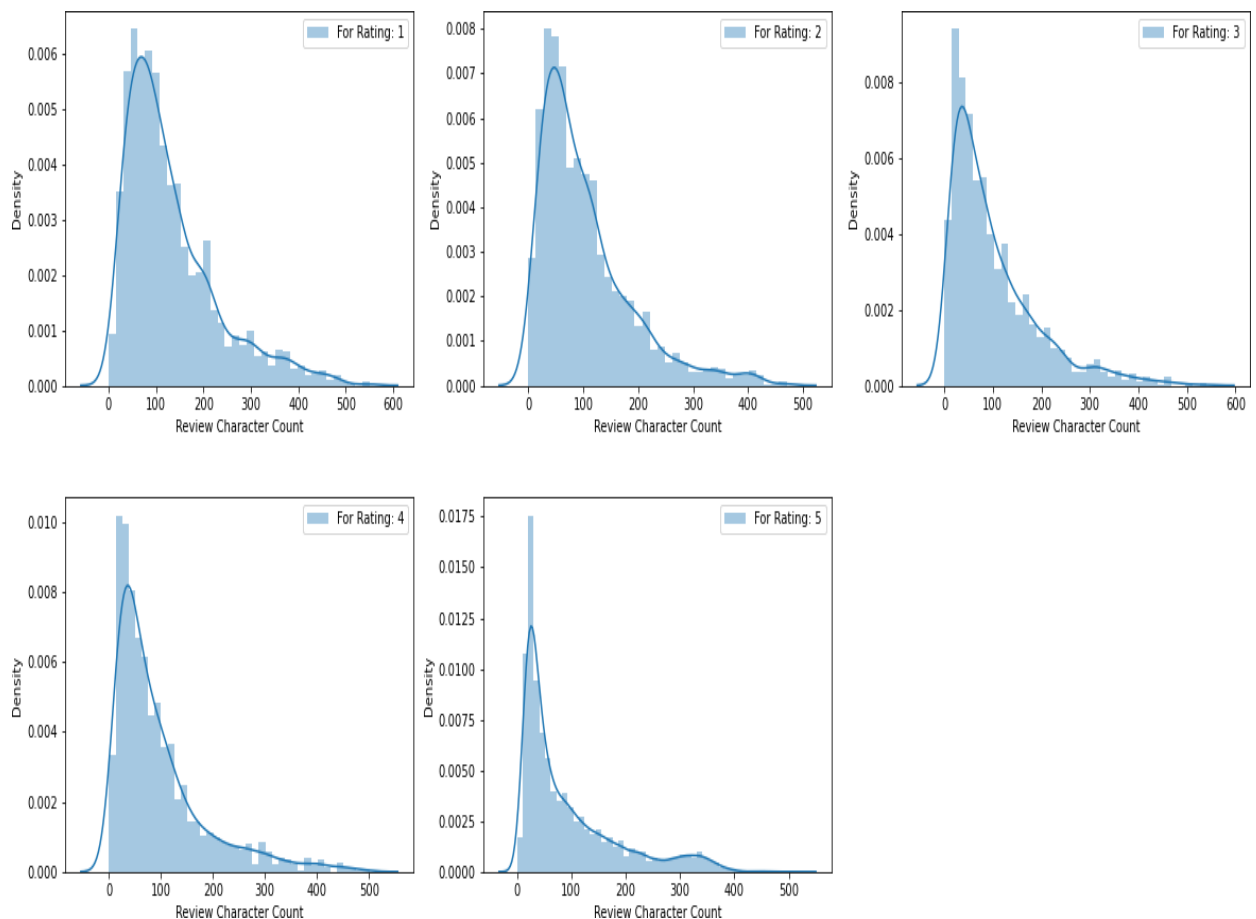 For Rating: 1
0.006
0.005
0.004
0.003
0.002
0.001
0.000
Density
0 100 200 300 400 500 600
Review Character Count
For Rating: 2
0.008
0.007
0.006
0.005
0.004
0.003
0.002
0.001
0.000
Density
0 100 200 300 400 500
Review Character Count
For Rating: 3
0.008
0.006
0.004
0.002
0.000
Density
0 100 200 300 400 500 600
Review Character Count
For Rating: 4
0.010
0.008
0.006
0.004
0.002
0.000
Density
0 100 200 300 400 500
Review Character Count
For Rating: 5
0.0175
0.0150
0.0125
0.0100
0.0075
0.0050
0.0025
0.0000
Density
0 100 200 300 400 500
Review Character Count